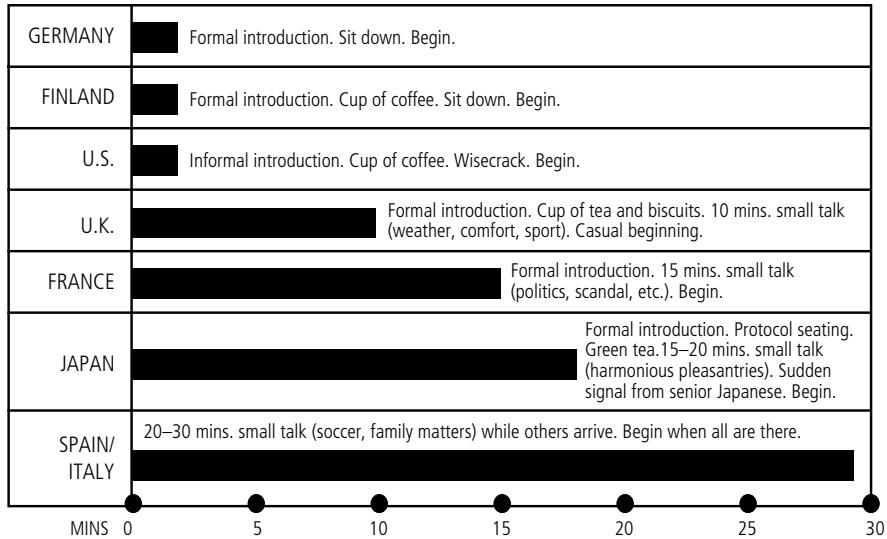 GERMANY
Formal introduction. Sit down. Begin.
FINLAND
Formal introduction. Cup of coffee. Sit down. Begin.
U.S.
Informal introduction. Cup of coffee. Wisecrack. Begin.
U.K.
Formal introduction. Cup of tea and biscuits. 10 mins. small talk
(weather, comfort, sport). Casual beginning.
FRANCE
Formal introduction. 15 mins. small talk
(politics, scandal, etc.). Begin.
JAPAN
Formal introduction. Protocol seating.
Green tea.15–20 mins. small talk
(harmonious pleasantries). Sudden
signal from senior Japanese. Begin.
SPAIN/
ITALY
20–30 mins. small talk (soccer, family matters) while others arrive. Begin when all are there.
MINS 0 5 10 15 20 25 30